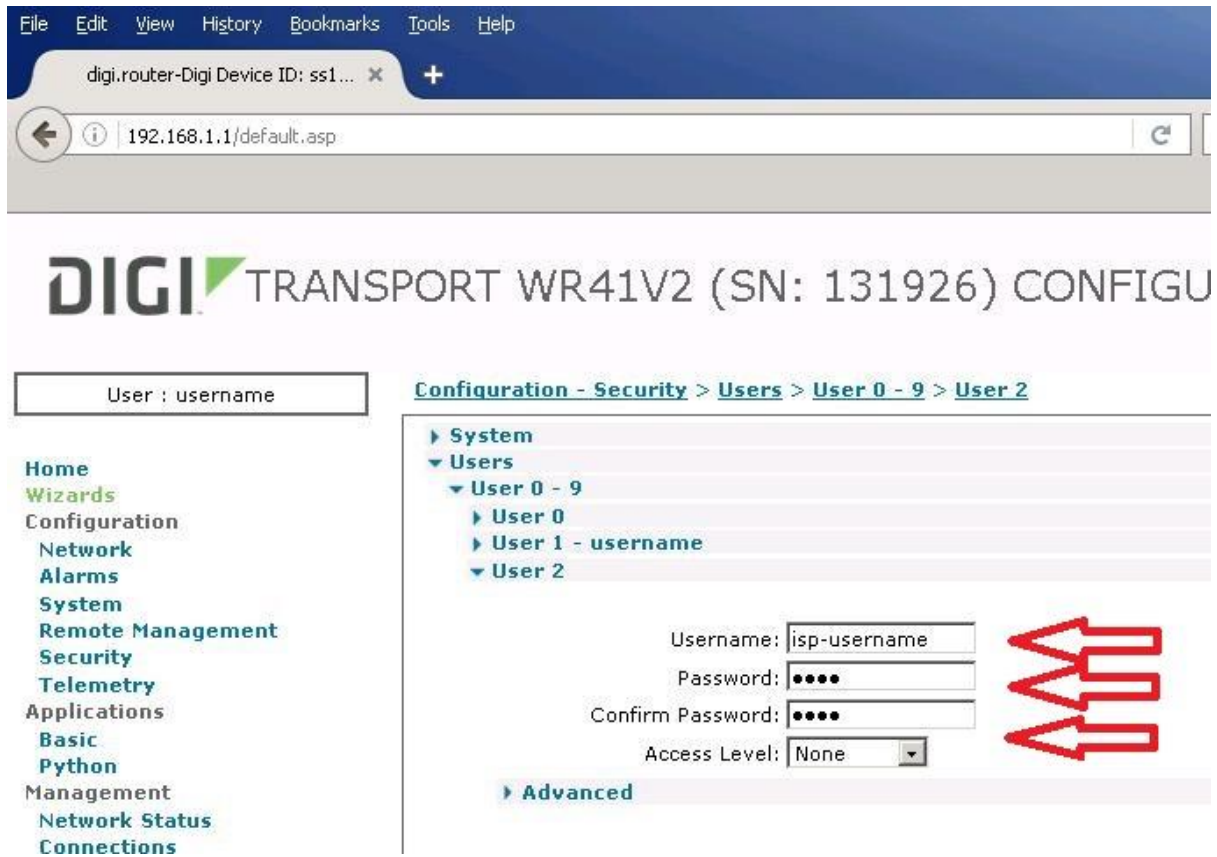 File Edit View History Bookmarks Tools Help
digi.router-Digi Device ID: ss1...
192.168.1.1/default.asp
DIGI TRANSPORT WR41V2 (SN: 131926) CONFIGU
User : username
Configuration - Security > Users > User 0 - 9 > User 2
Home
Wizards
Configuration
Network
Alarms
System
Remote Management
Security
Telemetry
Applications
Basic
Python
Management
Network Status
Connections
System
Users
User 0 - 9
User 0
User 1 - username
User 2
Username: isp-username
Password: ●●●●
Confirm Password: ●●●●
Access Level: None
Advanced